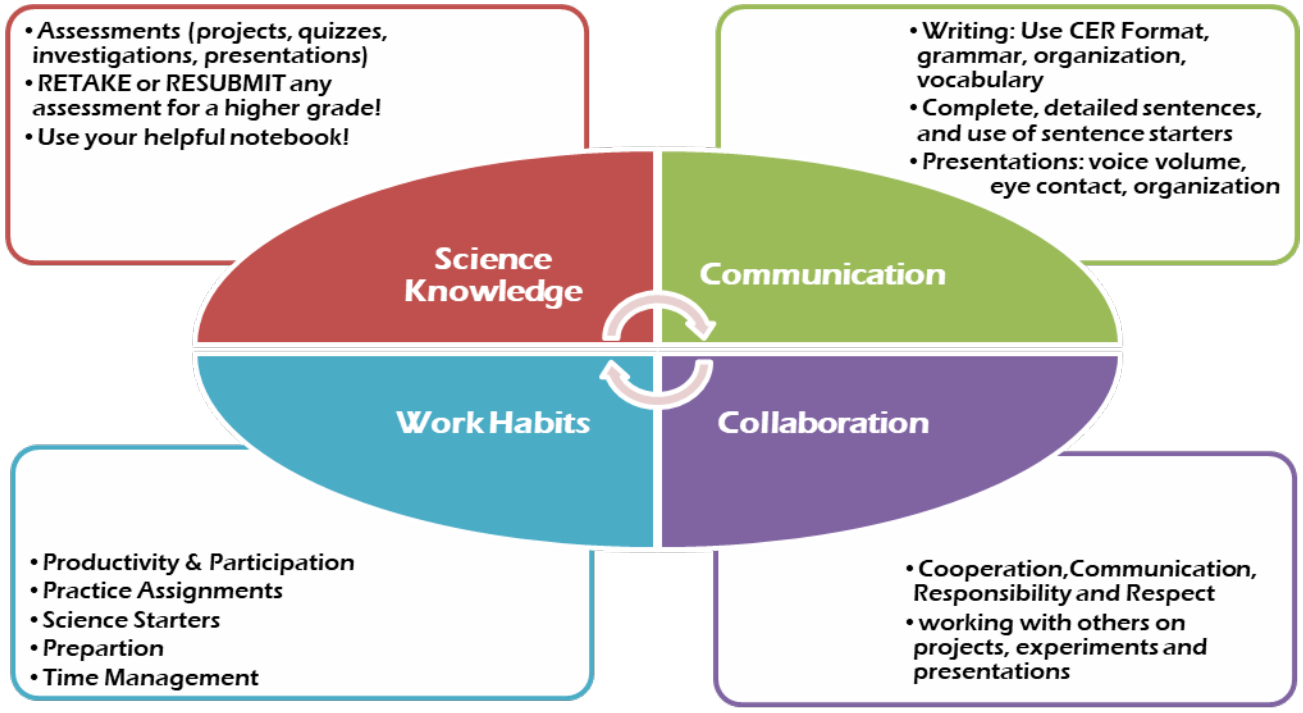 • Assessments (projects, quizzes,
investigations, presentations)
• RETAKE or RESUBMIT any
assessment for a higher grade!
• Use your helpful notebook!
• Writing: Use CER Format,
grammar, organization,
vocabulary
• Complete, detailed sentences,
and use of sentence starters
• Presentations: voice volume,
eye contact, organization
Science
Knowledge
Communication
Work Habits
Collaboration
• Productivity & Participation
• Practice Assignments
• Science Starters
• Prepartion
• Time Management
• Cooperation,Communication,
Responsibility and Respect
• working with others on
projects, experiments and
presentations